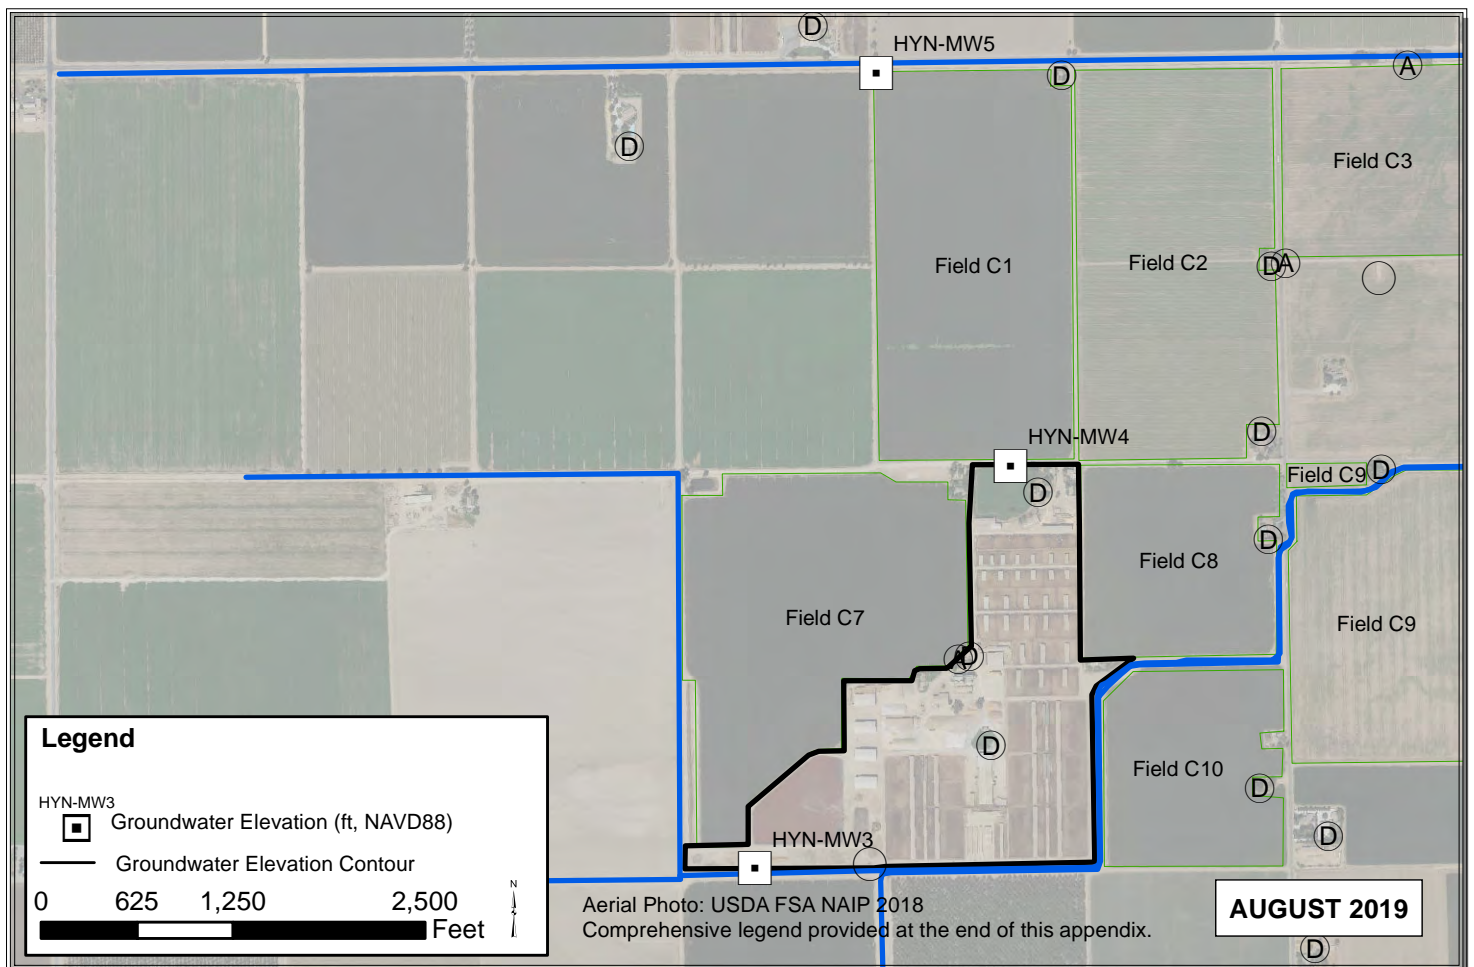 D
HYN-MW5
D
A
D
Field C3
Field C1
Field C2
D
A
HYN-MW4
D
Field C9
D
D
D
Field C8
Field C7
Field C9
A
D
D
Field C10
D
HYN-MW3
D
D
Legend
HYN-MW3
Groundwater Elevation (ft, NAVD88)
Groundwater Elevation Contour
0 625 1,250 2,500
Feet
N
Aerial Photo: USDA FSA NAIP 2018
Comprehensive legend provided at the end of this appendix.
AUGUST 2019